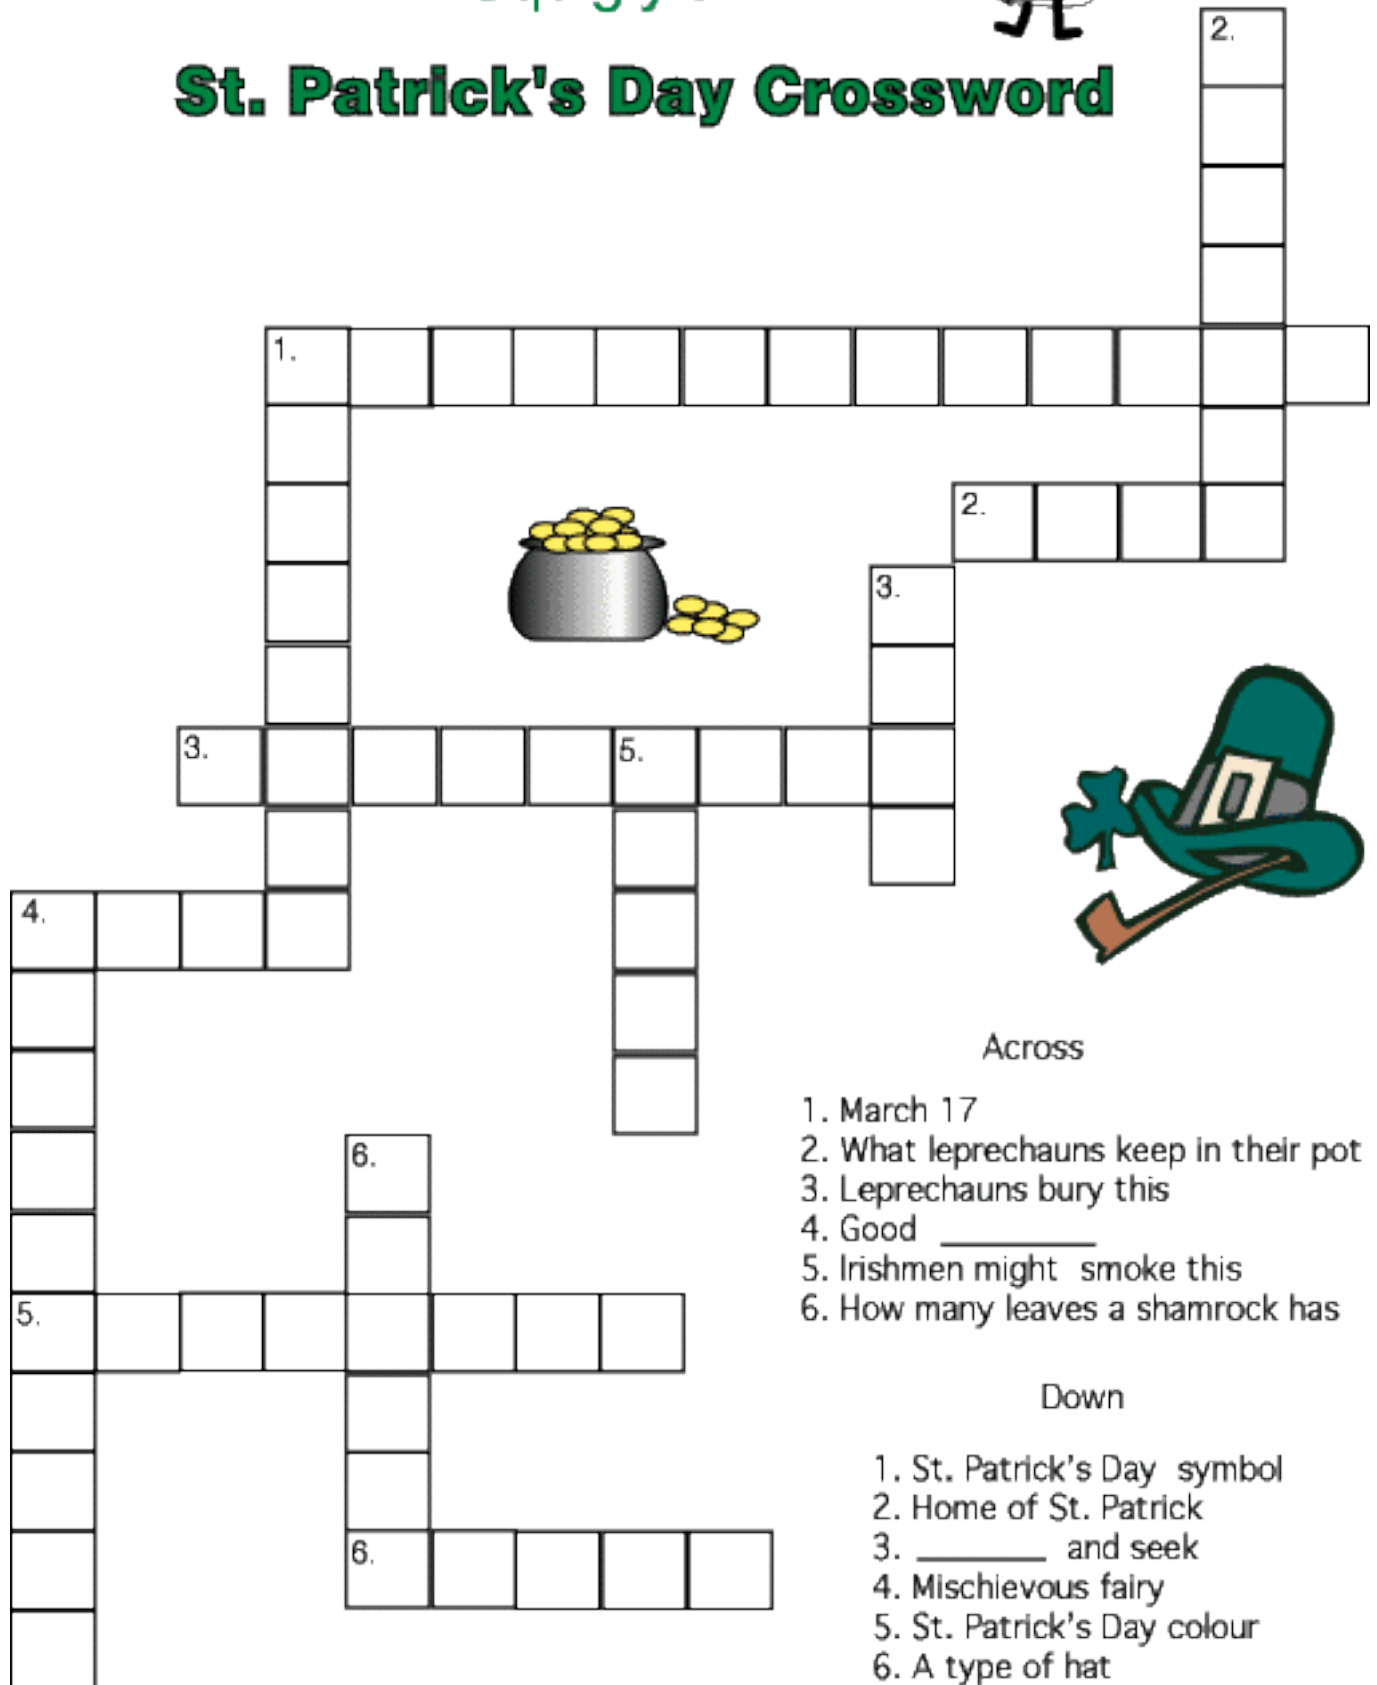 St. Patrick's Day Crossword
2.
1.
2.
3.
3.
5.
4.
6.
5.
6.
Across
1. March 17
2. What leprechauns keep in their pot
3. Leprechauns bury this
4. Good ________
5. Irishmen might smoke this
6. How many leaves a shamrock has
Down
1. St. Patrick's Day symbol
2. Home of St. Patrick
3. _______ and seek
4. Mischievous fairy
5. St. Patrick's Day colour
6. A type of hat